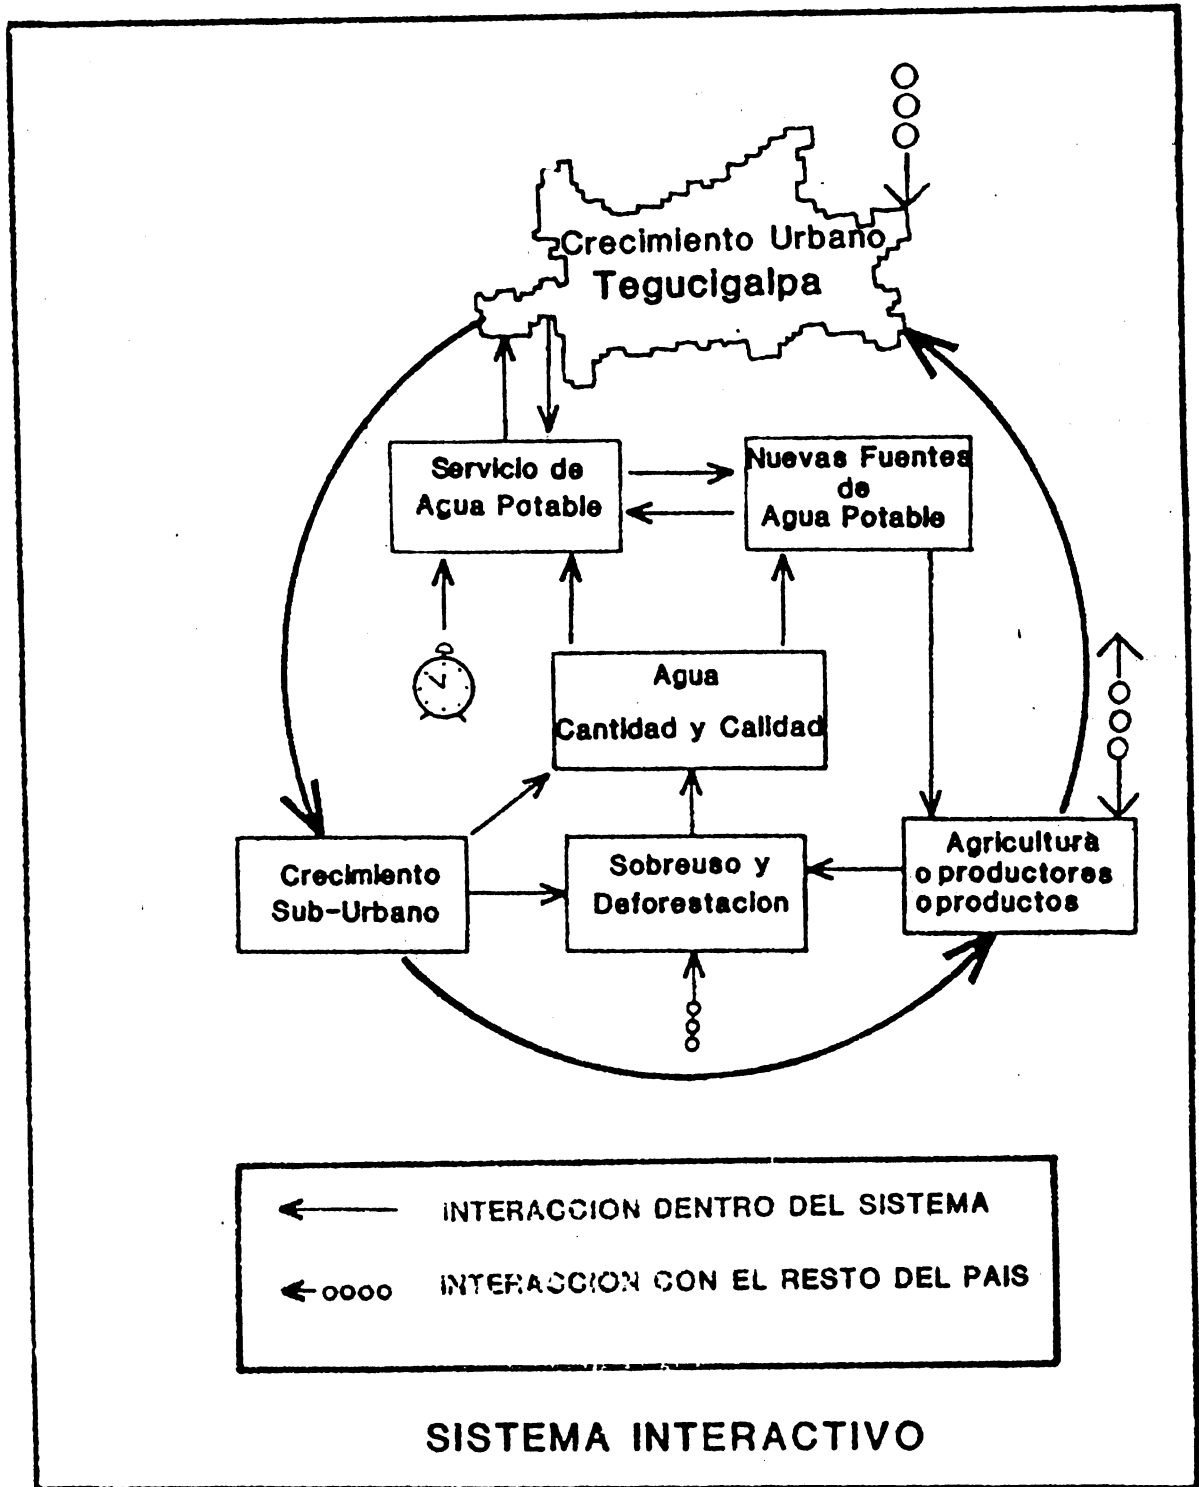 Crecimiento Urbano
Tegucigalpa
Servicio de
Agua Potable
Nuevas Fuentes
de
Agua Potable
Agua
Cantidad y Calidad
Crecimiento
Sub-Urbano
Sobreuso y
Deforestacion
Agricultura
o productores
o productos
INTERACCION DENTRO DEL SISTEMA
INTERACCION CON EL RESTO DEL PAIS
SISTEMA INTERACTIVO